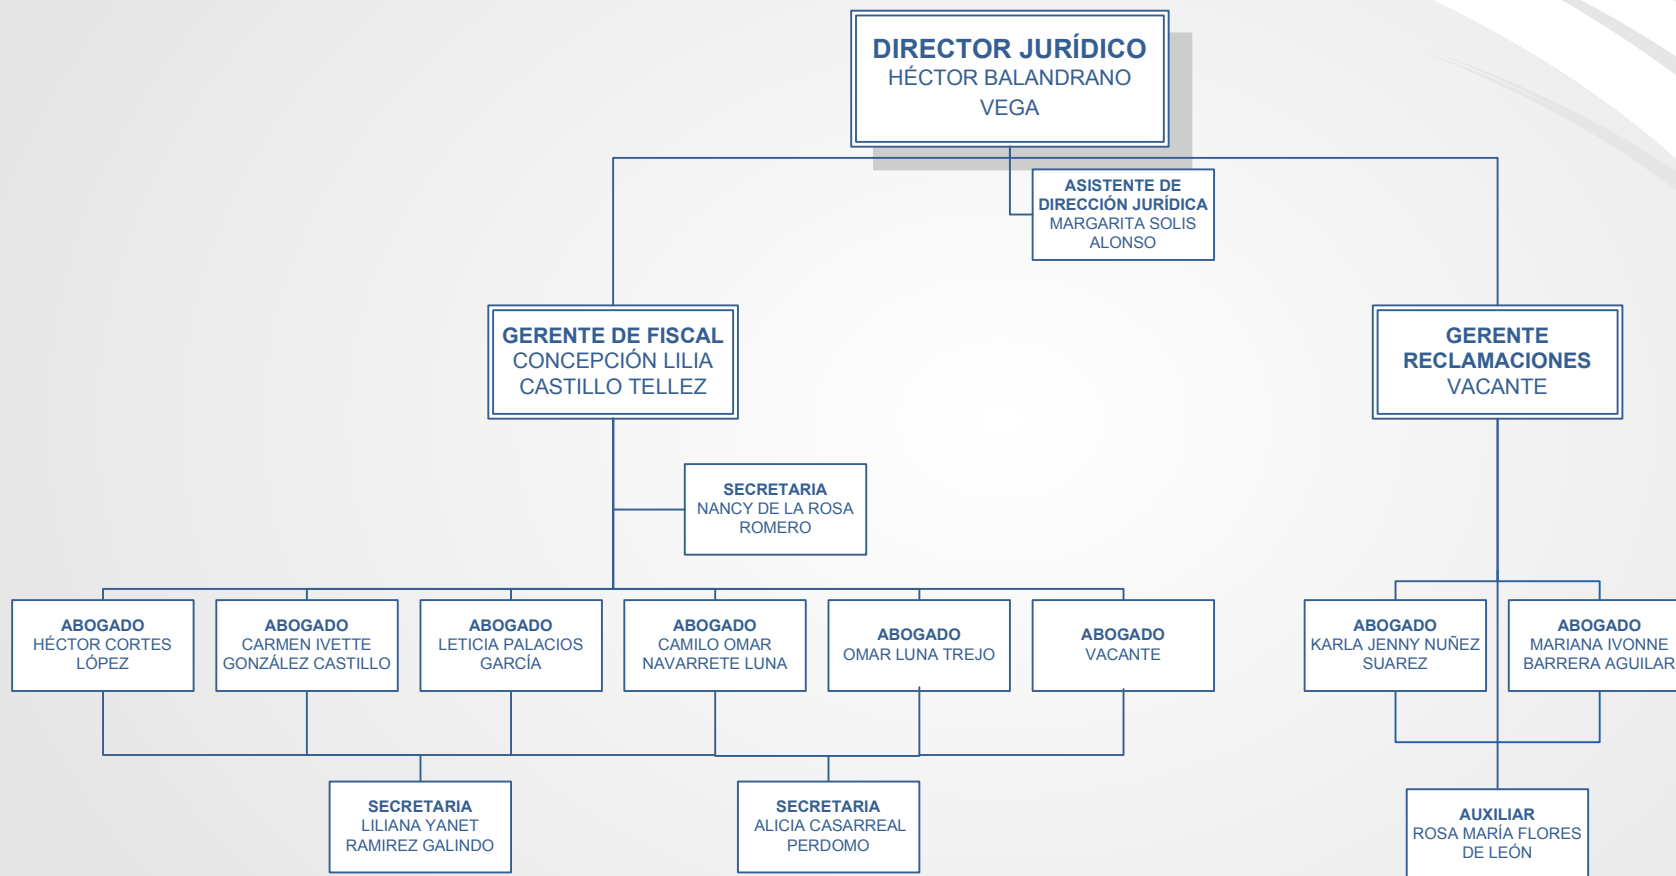 DIRECTOR JURÍDICO
HÉCTOR BALANDRANO
VEGA
ASISTENTE DE
DIRECCIÓN JURÍDICA
MARGARITA SOLIS
ALONSO
GERENTE DE FISCAL
CONCEPCIÓN LILIA
CASTILLO TELLEZ
GERENTE
RECLAMACIONES
VACANTE
SECRETARIA
NANCY DE LA ROSA
ROMERO
ABOGADO
HÉCTOR CORTES
LÓPEZ
ABOGADO
CARMEN IVETTE
GONZÁLEZ CASTILLO
ABOGADO
LETICIA PALACIOS
GARCÍA
ABOGADO
CAMILO OMAR
NAVARRETE LUNA
ABOGADO
OMAR LUNA TREJO
ABOGADO
VACANTE
ABOGADO
KARLA JENNY NUÑEZ
SUAREZ
ABOGADO
MARIANA IVONNE
BARRERA AGUILAR
SECRETARIA
LILIANA YANET
RAMIREZ GALINDO
SECRETARIA
ALICIA CASARREAL
PERDOMO
AUXILIAR
ROSA MARÍA FLORES
DE LEÓN